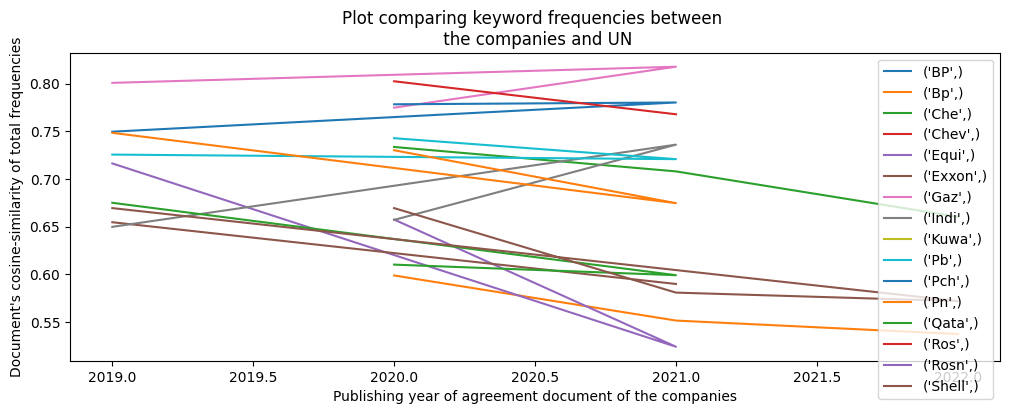 Plot comparing keyword frequencies between
the companies and UN
Document's cosine-similarity of total frequencies
0.80
0.75
0.70
0.65
0.60
0.55
2019.0 2019.5 2020.0 2020.5 2021.0 2021.5 2022.0
Publishing year of agreement document of the companies
('BP',)
('Bp',)
('Che',)
('Chev',)
('Equi',)
('Exxon',)
('Gaz',)
('Indi',)
('Kuwa',)
('Pb',)
('Pch',)
('Pn',)
('Qata',)
('Ros',)
('Rosn',)
('Shell',)